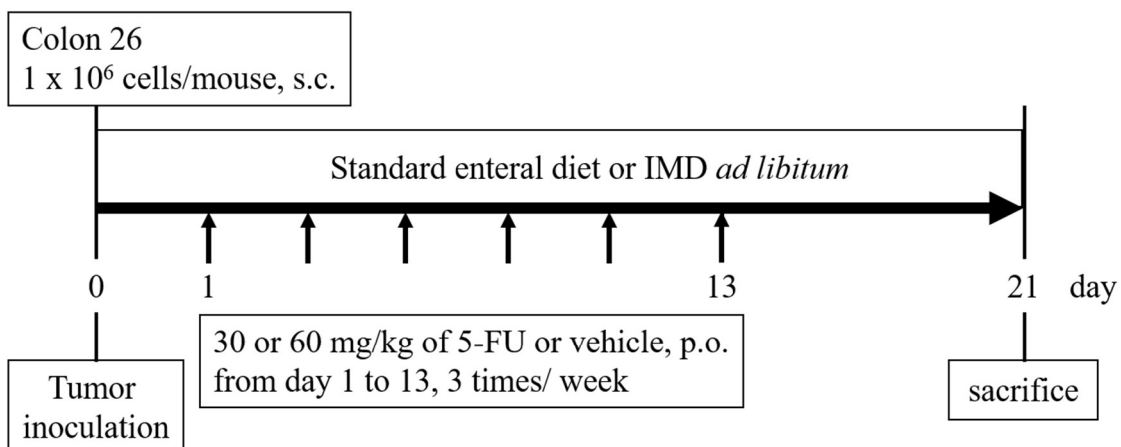 Colon 26
1 x 10⁶ cells/mouse, s.c.
Standard enteral diet or IMD ad libitum
0
1
13
21
day
30 or 60 mg/kg of 5-FU or vehicle, p.o.
from day 1 to 13, 3 times/ week
Tumor
inoculation
sacrifice